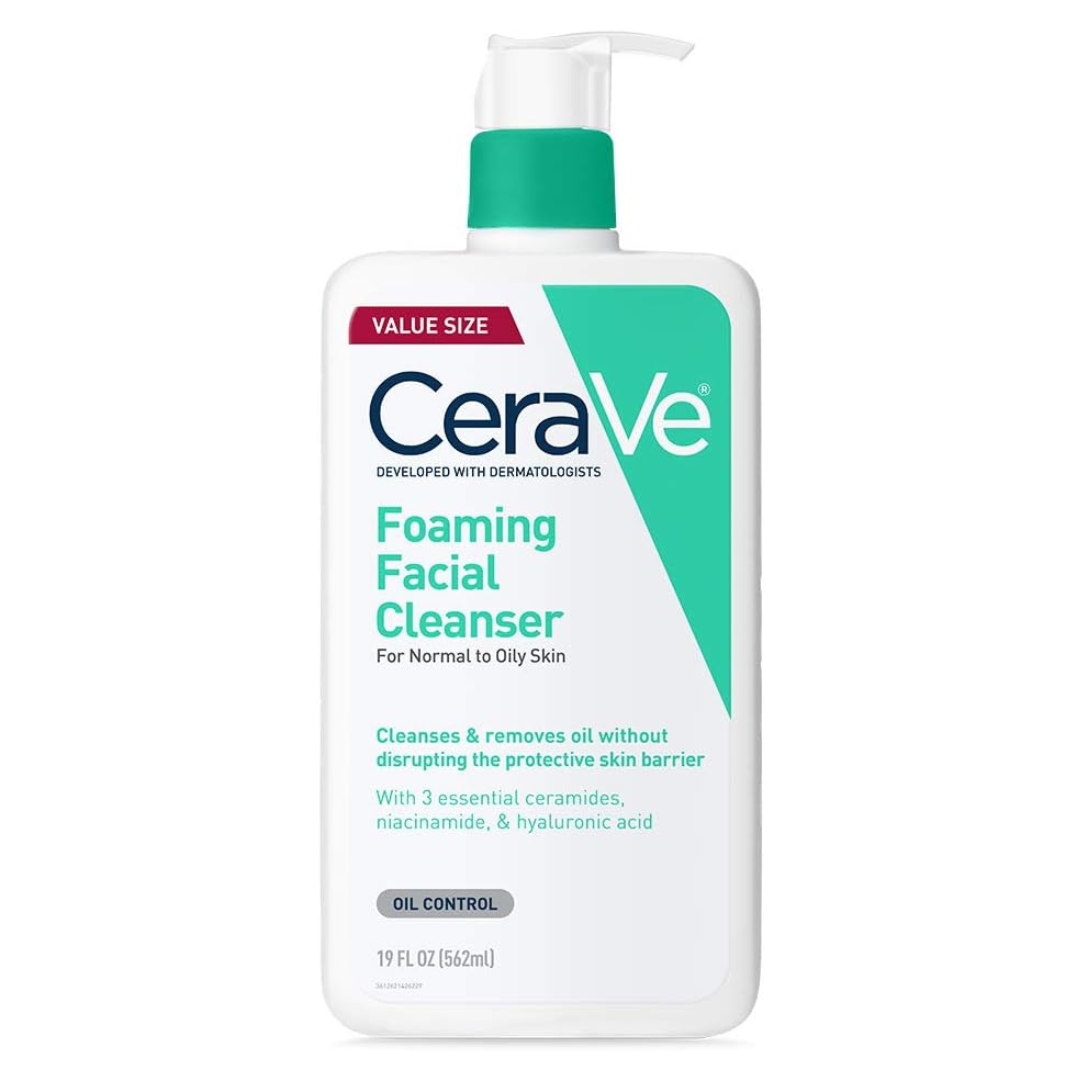 VALUE SIZE
CeraVe®
DEVELOPED WITH DERMATOLOGISTS
Foaming
Facial
Cleanser
For Normal to Oily Skin
Cleanses & removes oil without
disrupting the protective skin barrier
With 3 essential ceramides,
niacinamide, & hyaluronic acid
OIL CONTROL
19 FL OZ (562ml)